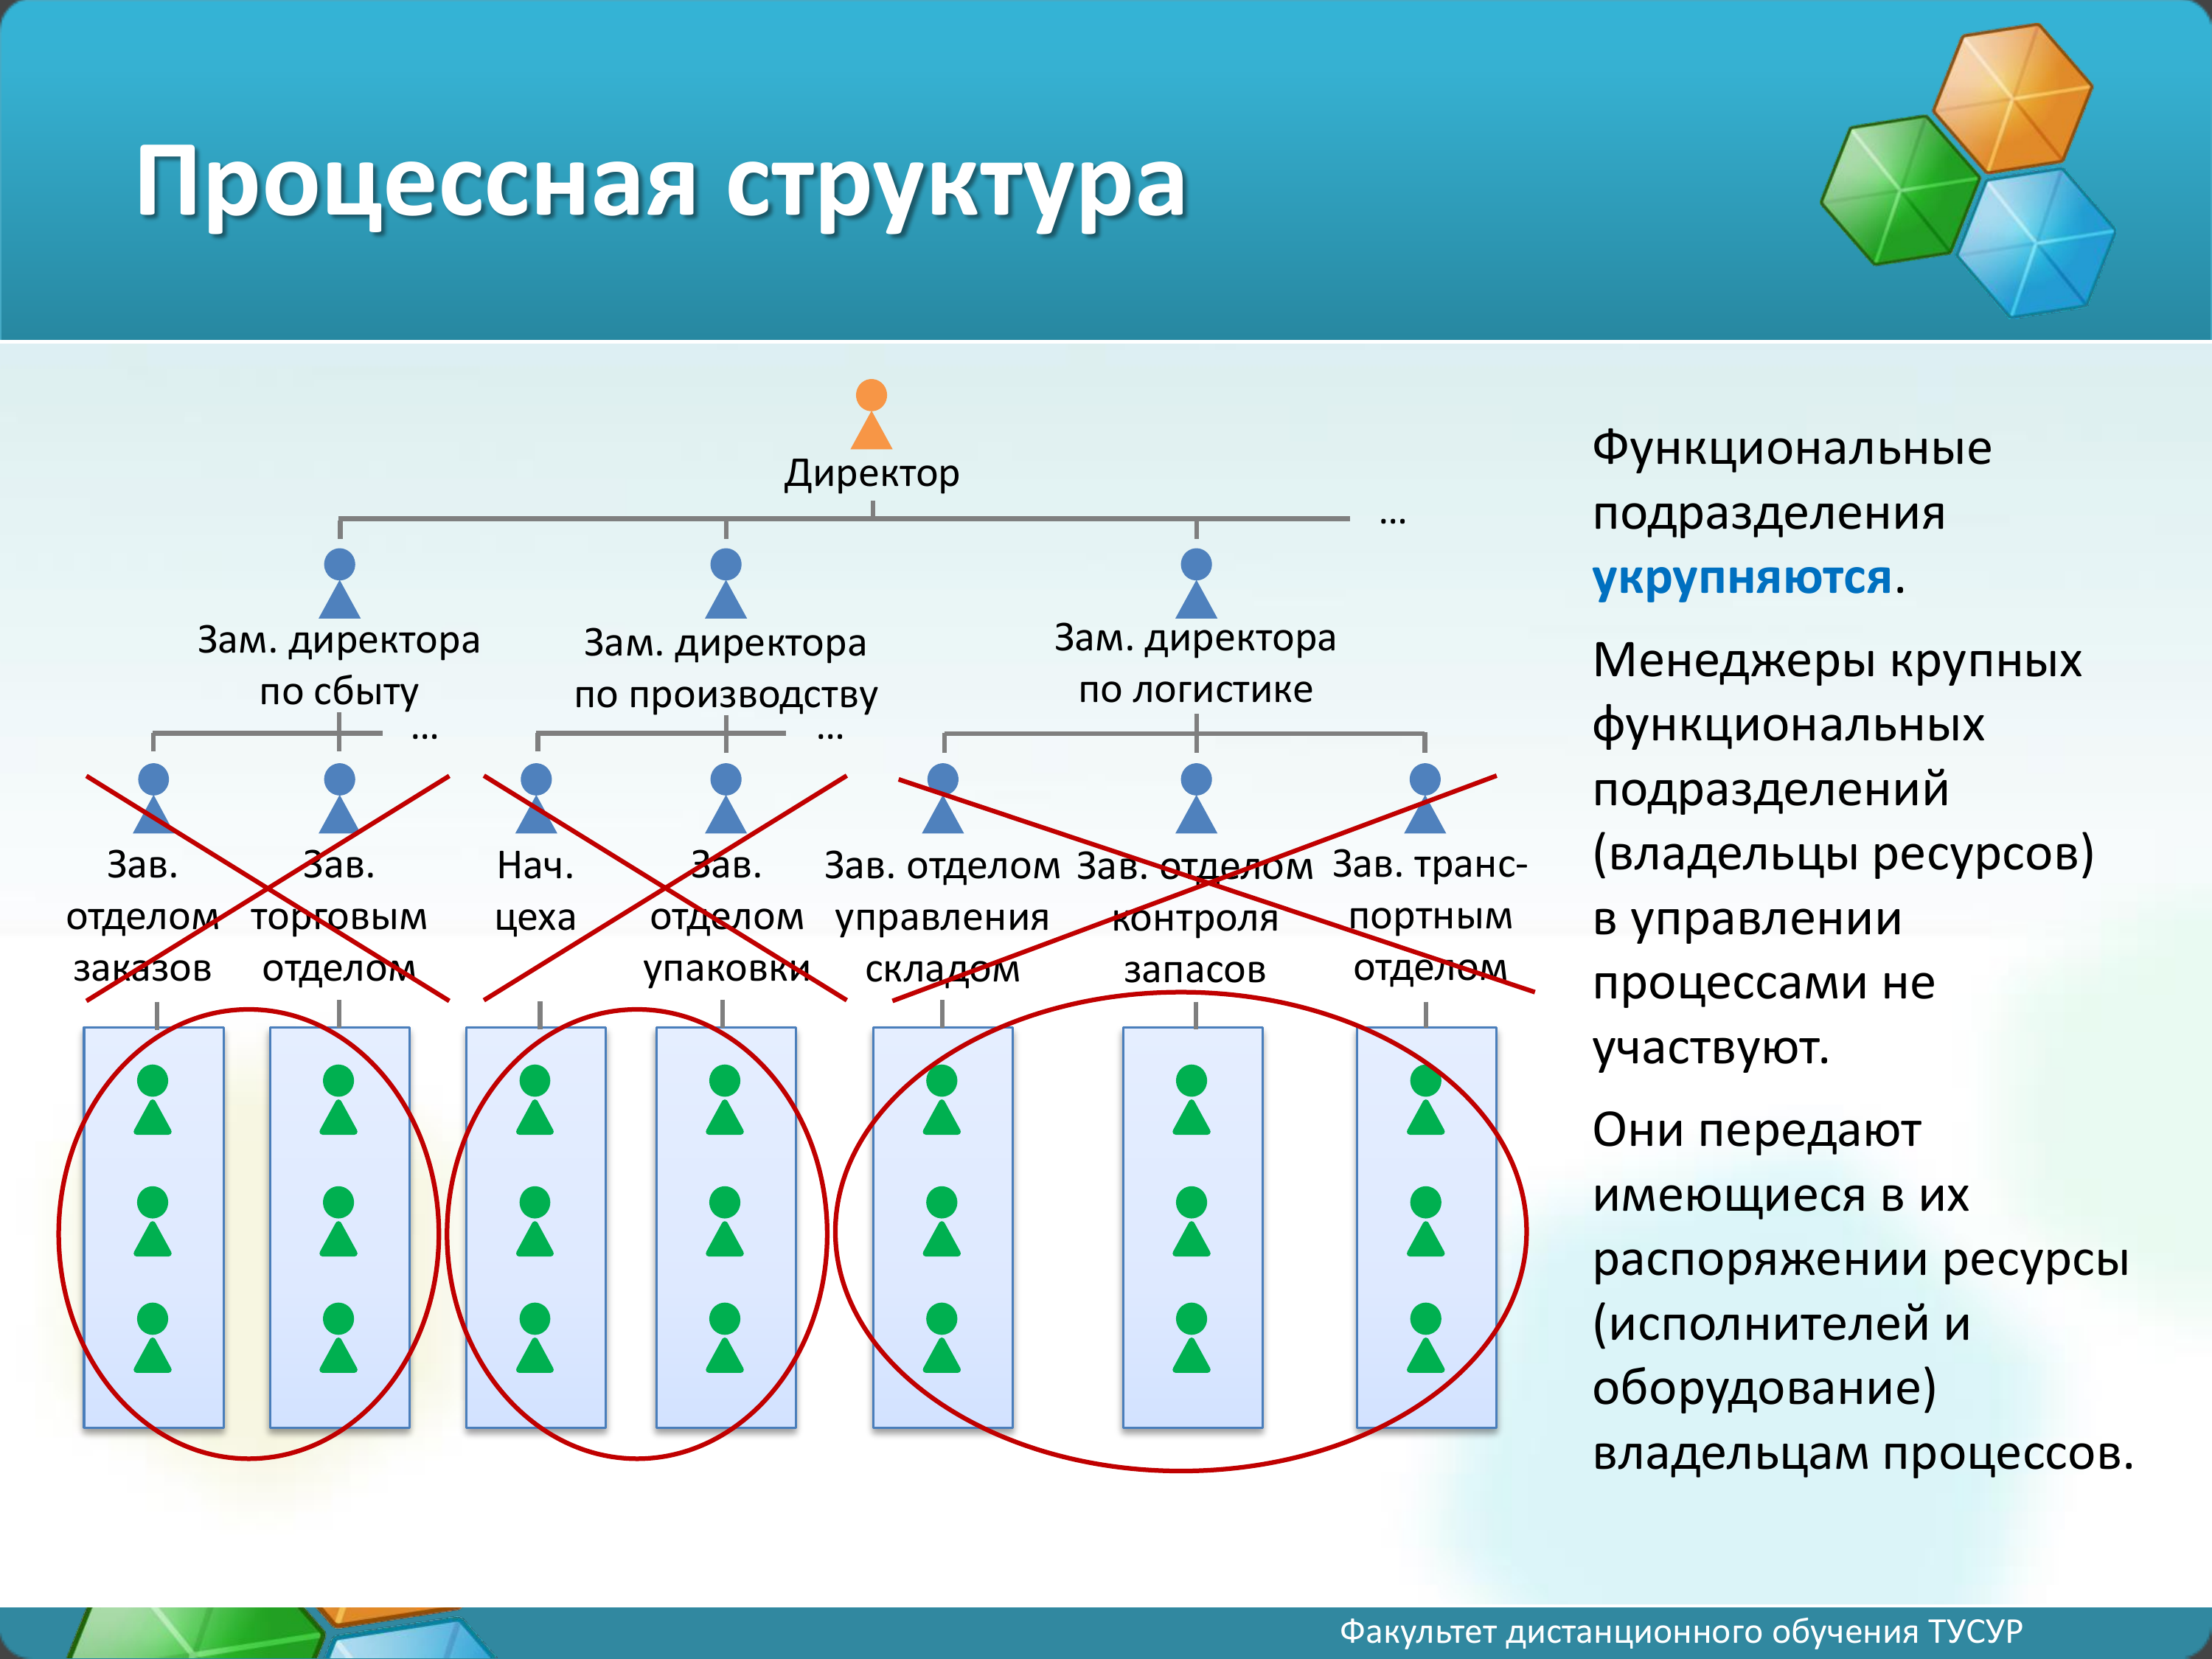 Процессная структура
Директор
...
Зам. директора
по сбыту
Зам. директора
по производству
Зам. директора
по логистике
...
...
Зав.
отделом
заказов
Зав.
торговым
отделом
Нач.
цеха
Зав.
отделом
упаковки
Зав. отделом
управления
складом
Зав. отделом
контроля
запасов
Зав. транс-
портным
отделом
Функциональные
подразделения
укрупняются.
Менеджеры крупных
функциональных
подразделений
(владельцы ресурсов)
в управлении
процессами не
участвуют.
Они передают
имеющиеся в их
распоряжении ресурсы
(исполнителей и
оборудование)
владельцам процессов.
Факультет дистанционного обучения ТУСУР